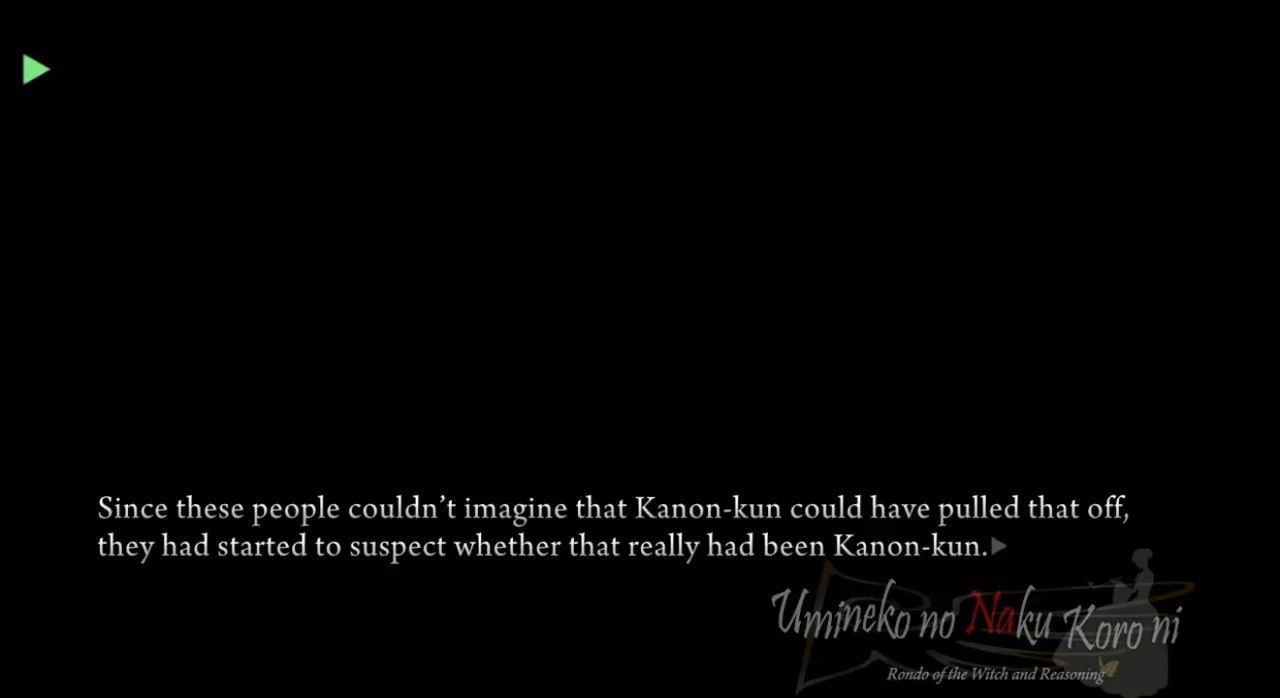 Since these people couldn’t imagine that Kanon-kun could have pulled that off,
they had started to suspect whether that really had been Kanon-kun.
Umineko no Naku Koro ni
Rondo of the Witch and Reasoning